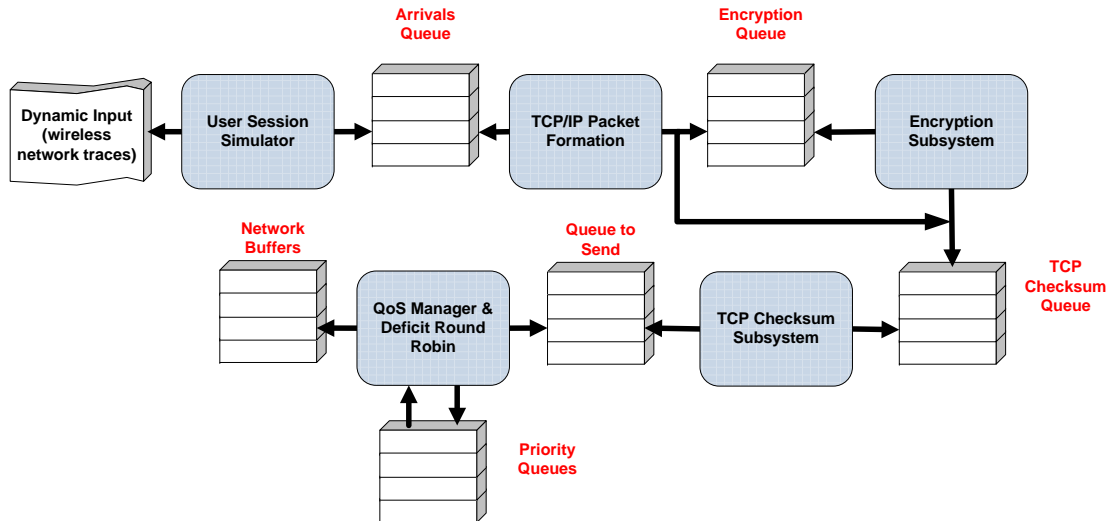 Arrivals
Queue
Encryption
Queue
Dynamic Input
(wireless
network traces)
User Session
Simulator
TCP/IP Packet
Formation
Encryption
Subsystem
Network
Buffers
Queue to
Send
TCP
Checksum
Queue
QoS Manager &
Deficit Round
Robin
TCP Checksum
Subsystem
Priority
Queues